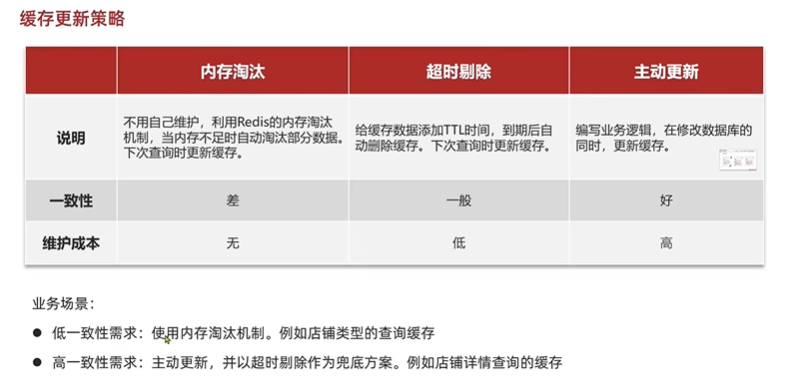 缓存更新策略
内存淘汰 超时剔除 主动更新
说明
不用自己维护，利用Redis的内存淘汰
机制，当内存不足时自动淘汰部分数据。
下次查询时更新缓存。
给缓存数据添加TTL时间，到期后自
动删除缓存。下次查询时更新缓存。
编写业务逻辑，在修改数据库的
同时，更新缓存。
一致性 差 一般 好
维护成本 无 低 高
业务场景：
● 低一致性需求：使用内存淘汰机制。例如店铺类型的查询缓存
● 高一致性需求：主动更新，并以超时剔除作为兜底方案。例如店铺详情查询的缓存